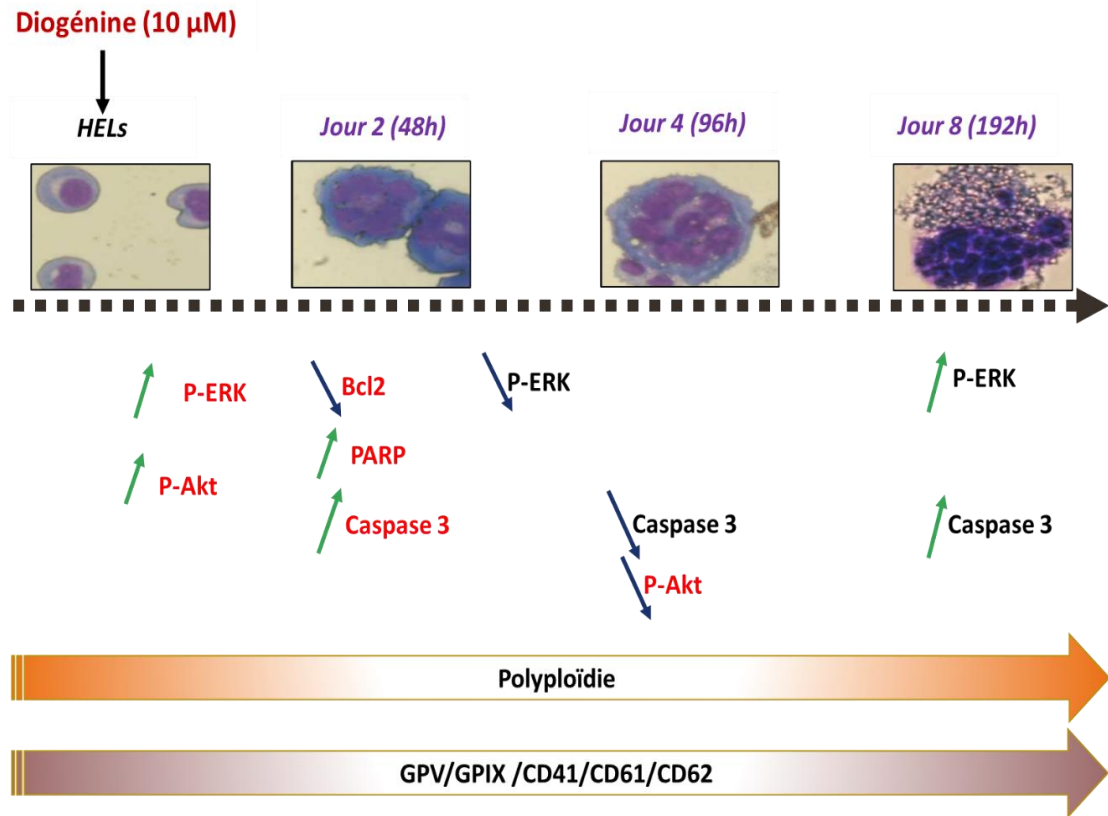 Diogénine (10 µM)
HELs
Jour 2 (48h)
Jour 4 (96h)
Jour 8 (192h)
P-ERK
Bcl2
P-ERK
P-ERK
PARP
P-Akt
Caspase 3
Caspase 3
Caspase 3
P-Akt
Polyploïdie
GPV/GPIX /CD41/CD61/CD62